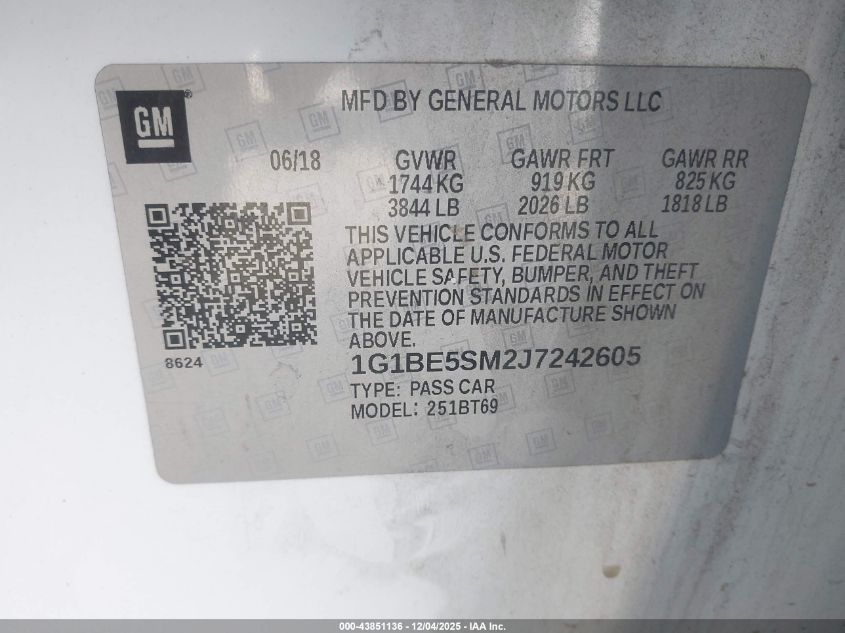 GM
®
MFD BY GENERAL MOTORS LLC
06/18
GVWR GAWR FRT GAWR RR
1744 KG 919 KG 825 KG
3844 LB 2026 LB 1818 LB
THIS VEHICLE CONFORMS TO ALL
APPLICABLE U.S. FEDERAL MOTOR
VEHICLE SAFETY, BUMPER, AND THEFT
PREVENTION STANDARDS IN EFFECT ON
THE DATE OF MANUFACTURE SHOWN
ABOVE.
8624
1G1BE5SM2J7242605
TYPE: PASS CAR
MODEL: 251BT69
000-43851136 - 12/04/2025 - IAA Inc.